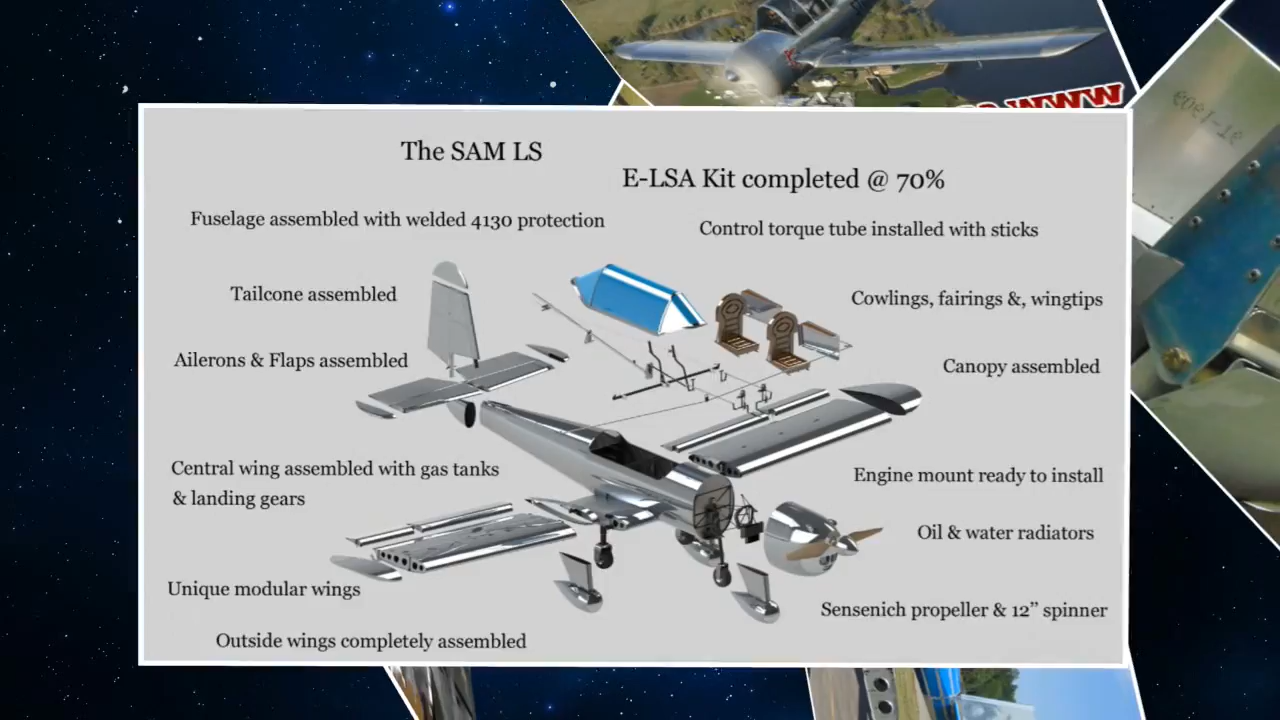 The SAM LS
E-LSA Kit completed @ 70%
Fuselage assembled with welded 4130 protection
Control torque tube installed with sticks
Tailcone assembled
Cowlings, fairings &, wingtips
Ailerons & Flaps assembled
Canopy assembled
Central wing assembled with gas tanks
& landing gears
Engine mount ready to install
Oil & water radiators
Unique modular wings
Sensenich propeller & 12” spinner
Outside wings completely assembled
www